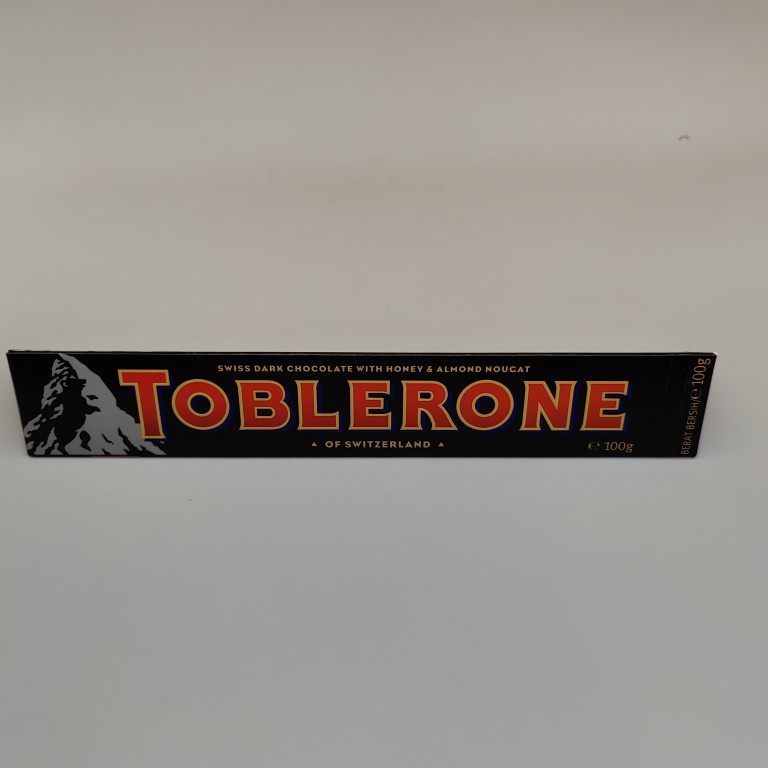 SWISS DARK CHOCOLATE WITH HONEY & ALMOND NOUGAT
TOBLERONE
OF SWITZERLAND
℮ 100g
BERAT BERSIH/℮ 100g